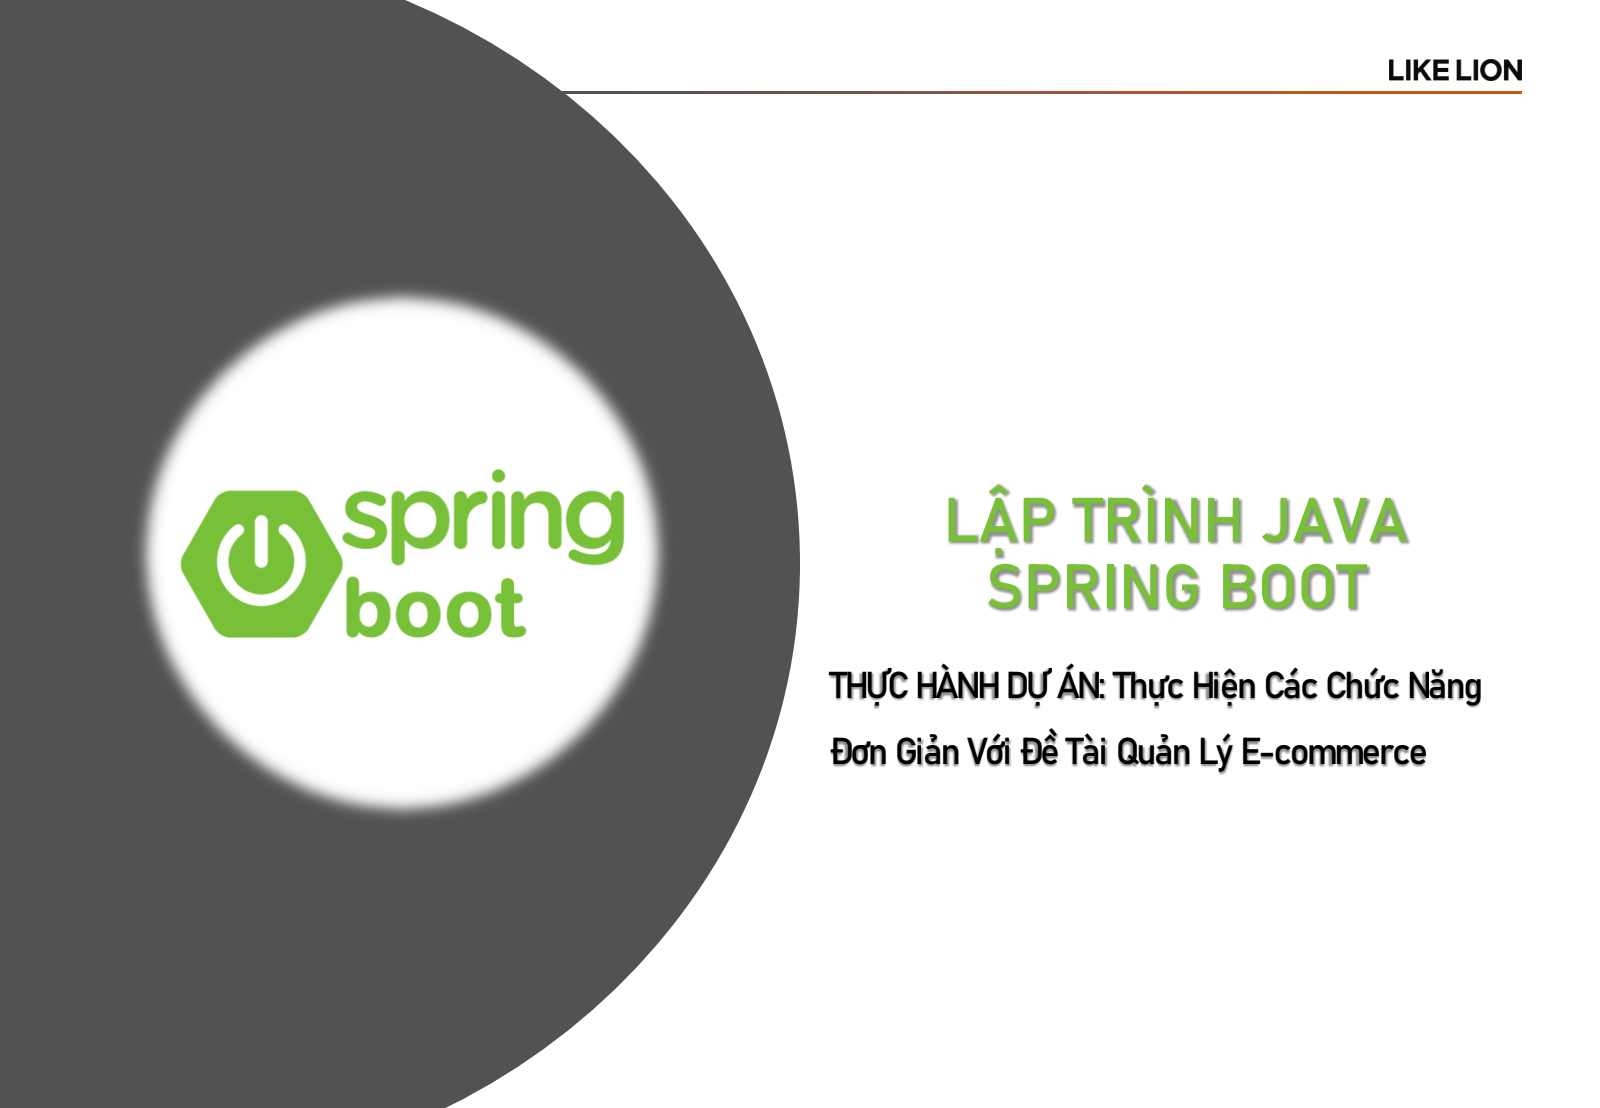 LIKE LION
spring
boot
LẬP TRÌNH JAVA
SPRING BOOT
THỰC HÀNH DỰ ÁN: Thực Hiện Các Chức Năng
Đơn Giản Với Đề Tài Quản Lý E-commerce